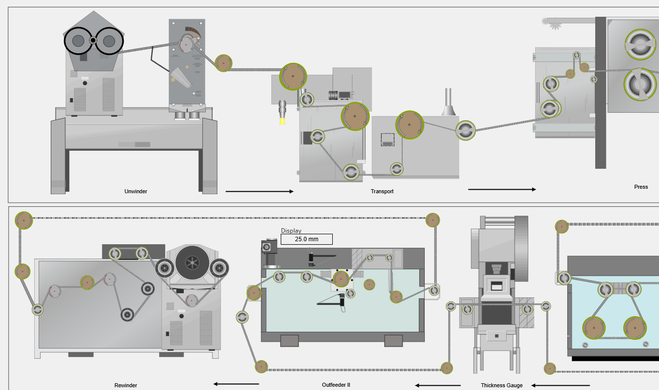 Unwinder
Transport
Press
Display
25.0 mm
Rewinder
Outfeeder II
Thickness Gauge